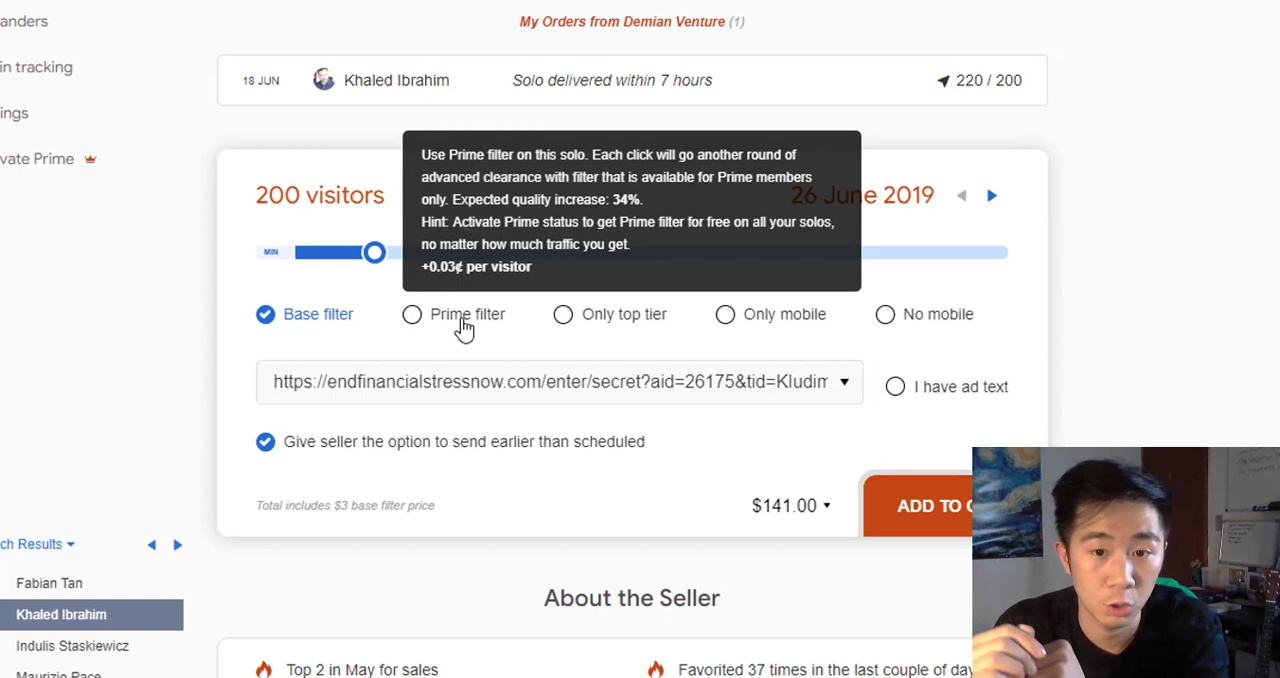 anders
My Orders from Demian Venture (1)
in tracking
18 JUN Khaled Ibrahim Solo delivered within 7 hours 220 / 200
ings
vate Prime
Use Prime filter on this solo. Each click will go another round of
advanced clearance with filter that is available for Prime members
only. Expected quality increase: 34%.
Hint: Activate Prime status to get Prime filter for free on all your solos,
no matter how much traffic you get.
+0.03¢ per visitor
200 visitors 26 June 2019
MIN
Base filter Prime filter Only top tier Only mobile No mobile
https://endfinancialstressnow.com/enter/secret?aid=26175&tid=Kludim
I have ad text
Give seller the option to send earlier than scheduled
Total includes $3 base filter price $141.00 ADD TO C
ch Results
Fabian Tan
Khaled Ibrahim
Indulis Staskiewicz
Maurizio Pace
About the Seller
Top 2 in May for sales Favorited 37 times in the last couple of day